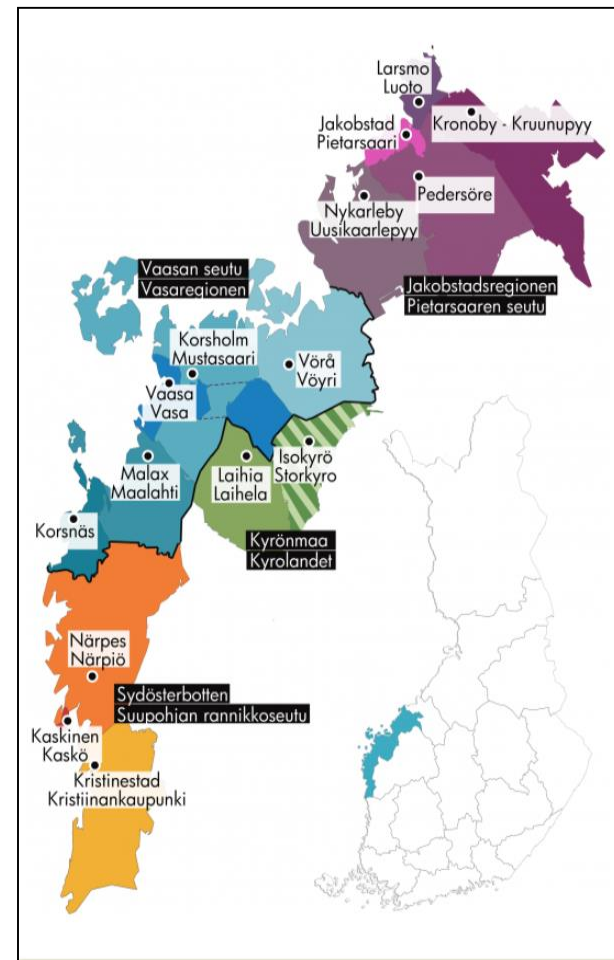 Larsmo
Luoto
Kronoby - Kruunupyy
Jakobstad
Pietarsaari
Pedersöre
Nykarleby
Uusikaarlepyy
Vaasan seutu
Vasaregionen
Jakobstadsregionen
Pietarsaaren seutu
Korsholm
Mustasaari
Vörå
Vöyri
Vaasa
Vasa
Isokyrö
Storkyro
Malax
Maalahti
Laihia
Laihela
Korsnäs
Kyrönmaa
Kyrolandet
Närpes
Närpiö
Sydösterbotten
Suupohjan rannikkoseutu
Kaskinen
Kaskö
Kristinestad
Kristiinankaupunki